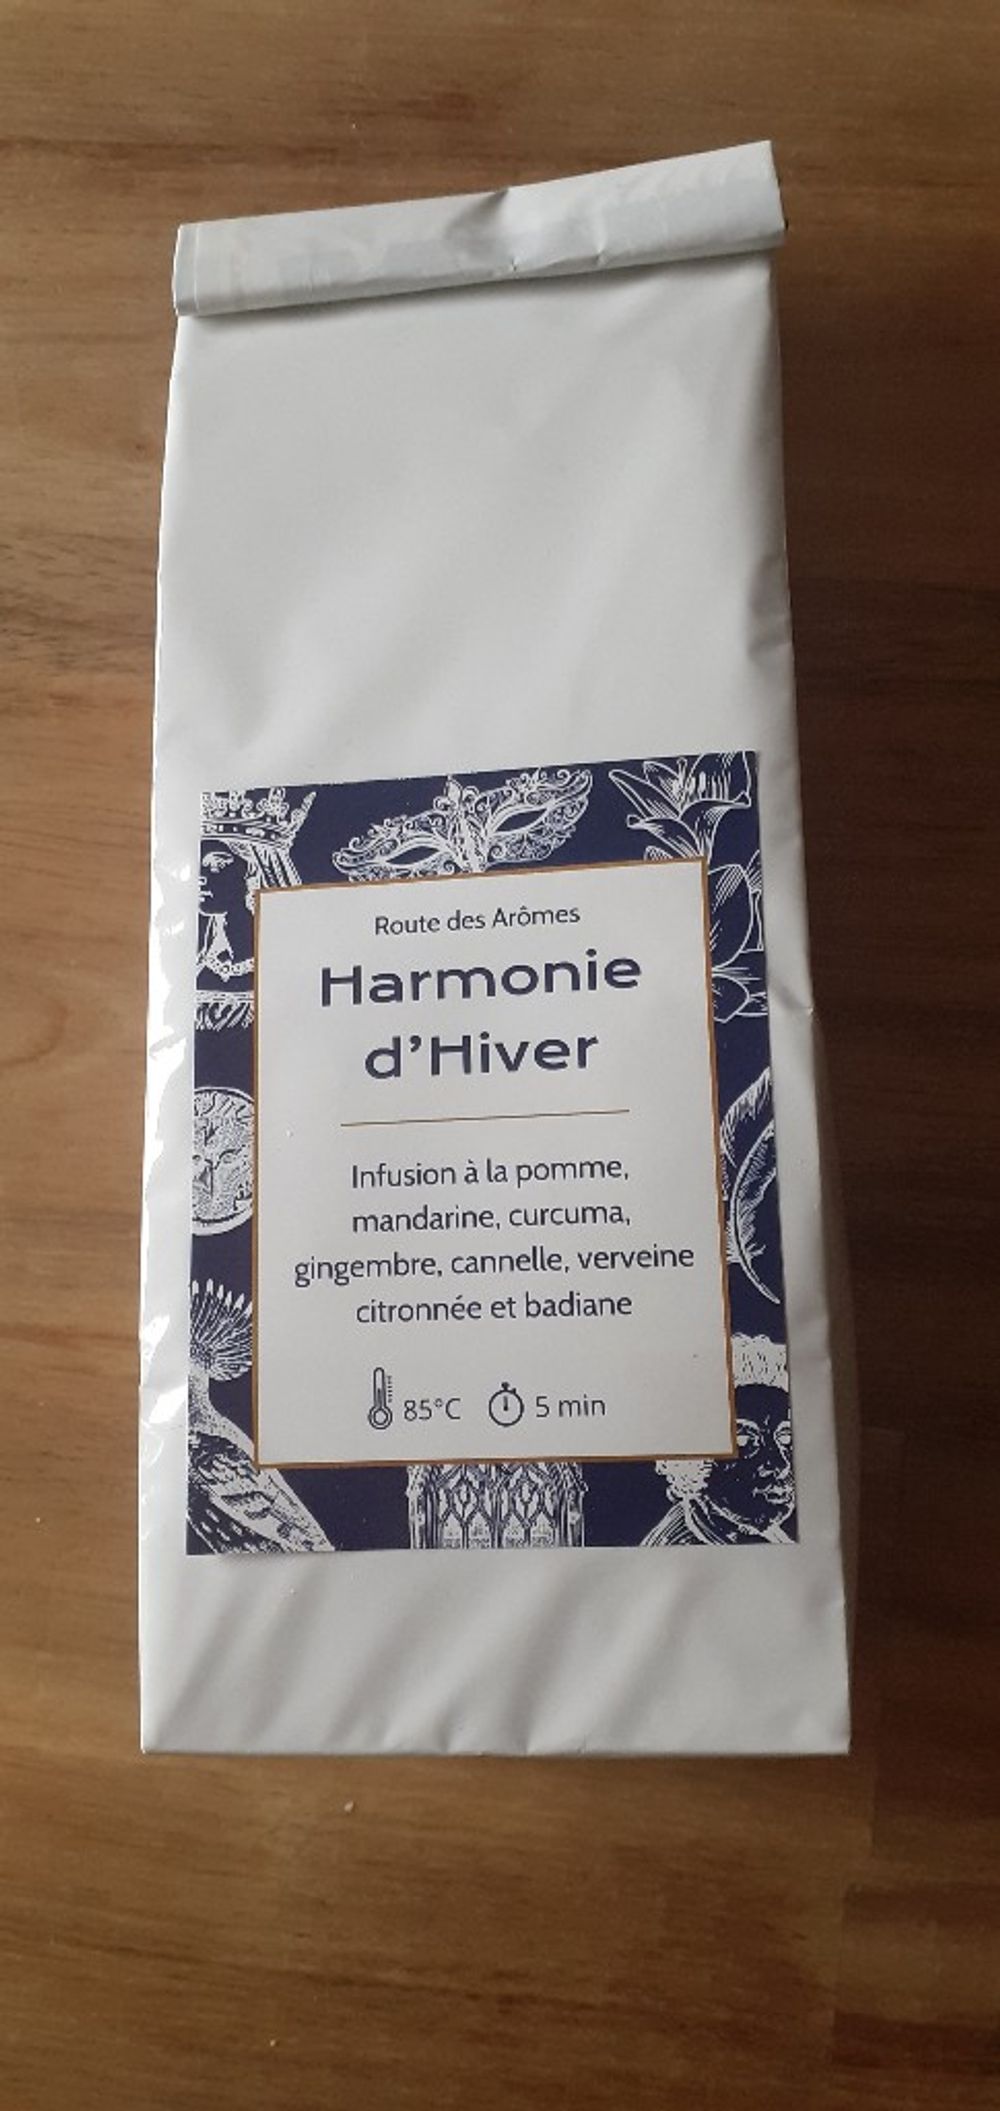 Route des Arômes
Harmonie
d'Hiver
Infusion à la pomme,
mandarine, curcuma,
gingembre, cannelle, verveine
citronnée et badiane
85°C 5 min